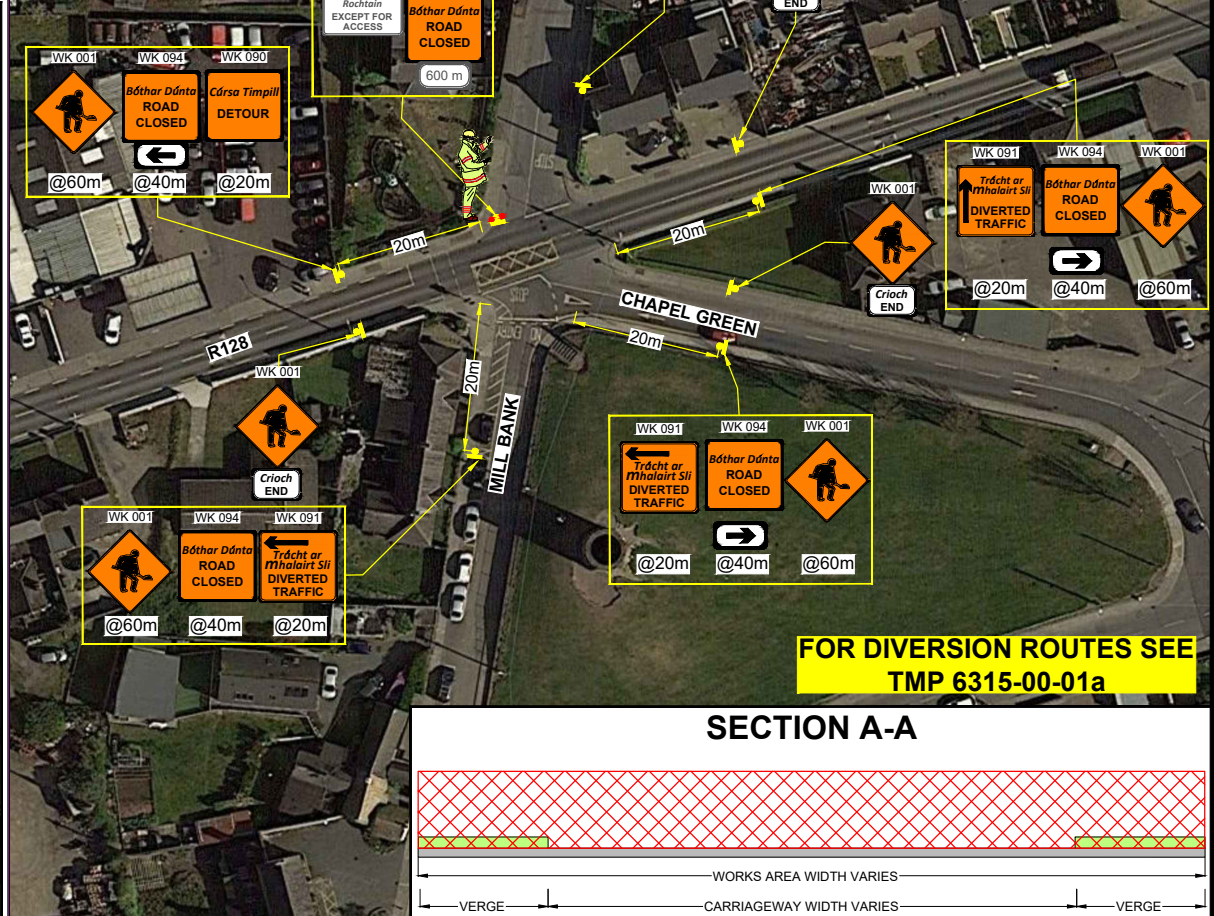 Rochtain
EXCEPT FOR
ACCESS
Bóthar Dúnta
ROAD
CLOSED
600 m
END
WK 001
WK 094
WK 090
Bóthar Dúnta
ROAD
CLOSED
Cúrsa Timpill
DETOUR
@60m
@40m
@20m
20m
STOP
20m
WK 001
Crioch
END
WK 091
WK 094
WK 001
Trácht ar
mhalairt Slí
DIVERTED
TRAFFIC
Bóthar Dúnta
ROAD
CLOSED
@20m
@40m
@60m
R128
STOP
CHAPEL GREEN
20m
NO ENTRY
20m
MILL BANK
WK 001
Crioch
END
WK 091
WK 094
WK 001
Trácht ar
mhalairt Slí
DIVERTED
TRAFFIC
Bóthar Dúnta
ROAD
CLOSED
@20m
@40m
@60m
WK 001
WK 094
WK 091
Bóthar Dúnta
ROAD
CLOSED
Trácht ar
mhalairt Slí
DIVERTED
TRAFFIC
@60m
@40m
@20m
FOR DIVERSION ROUTES SEE
TMP 6315-00-01a
SECTION A-A
WORKS AREA WIDTH VARIES
VERGE
CARRIAGEWAY WIDTH VARIES
VERGE